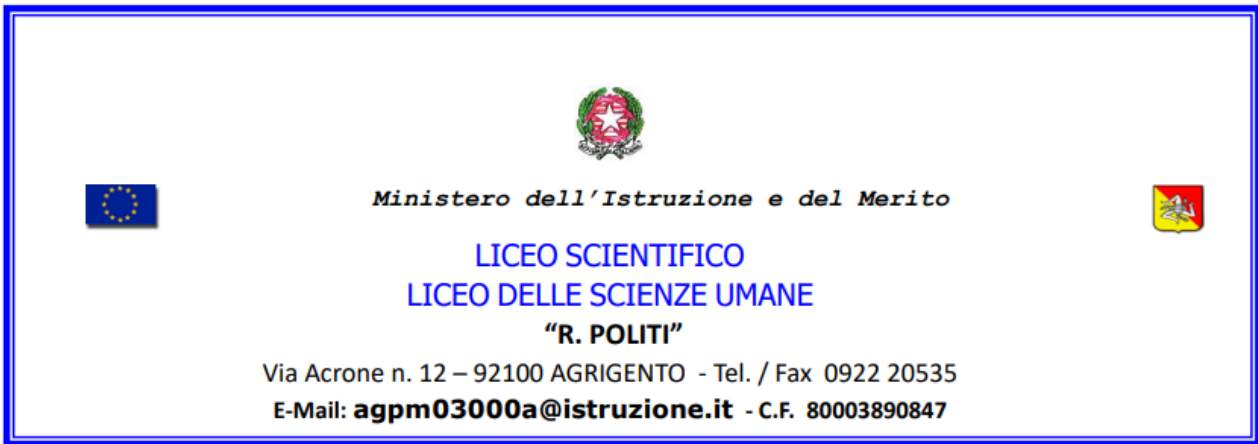 Ministero dell'Istruzione e del Merito
LICEO SCIENTIFICO
LICEO DELLE SCIENZE UMANE
“R. POLITI”
Via Acrone n. 12 – 92100 AGRIGENTO - Tel. / Fax 0922 20535
E-Mail: agpm03000a@istruzione.it - C.F. 80003890847